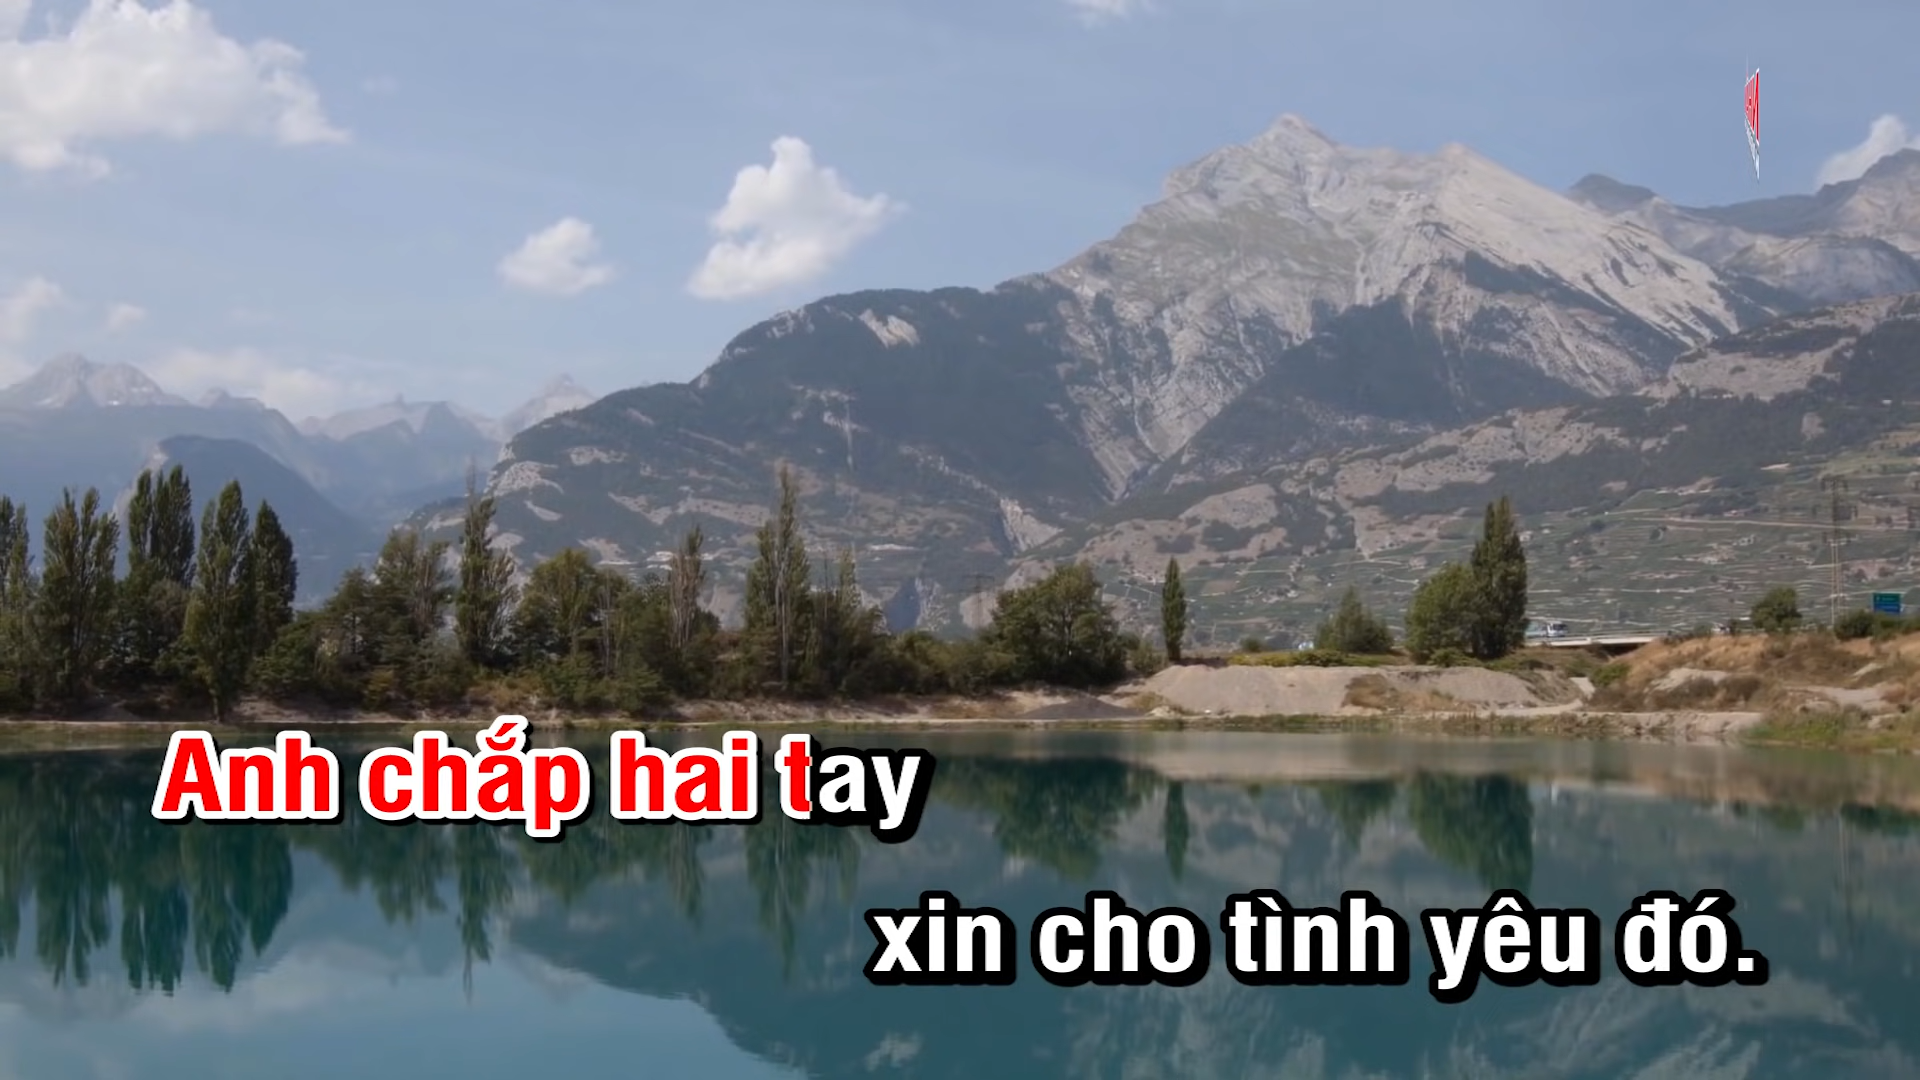 Anh chắp hai tay
xin cho tình yêu đó.